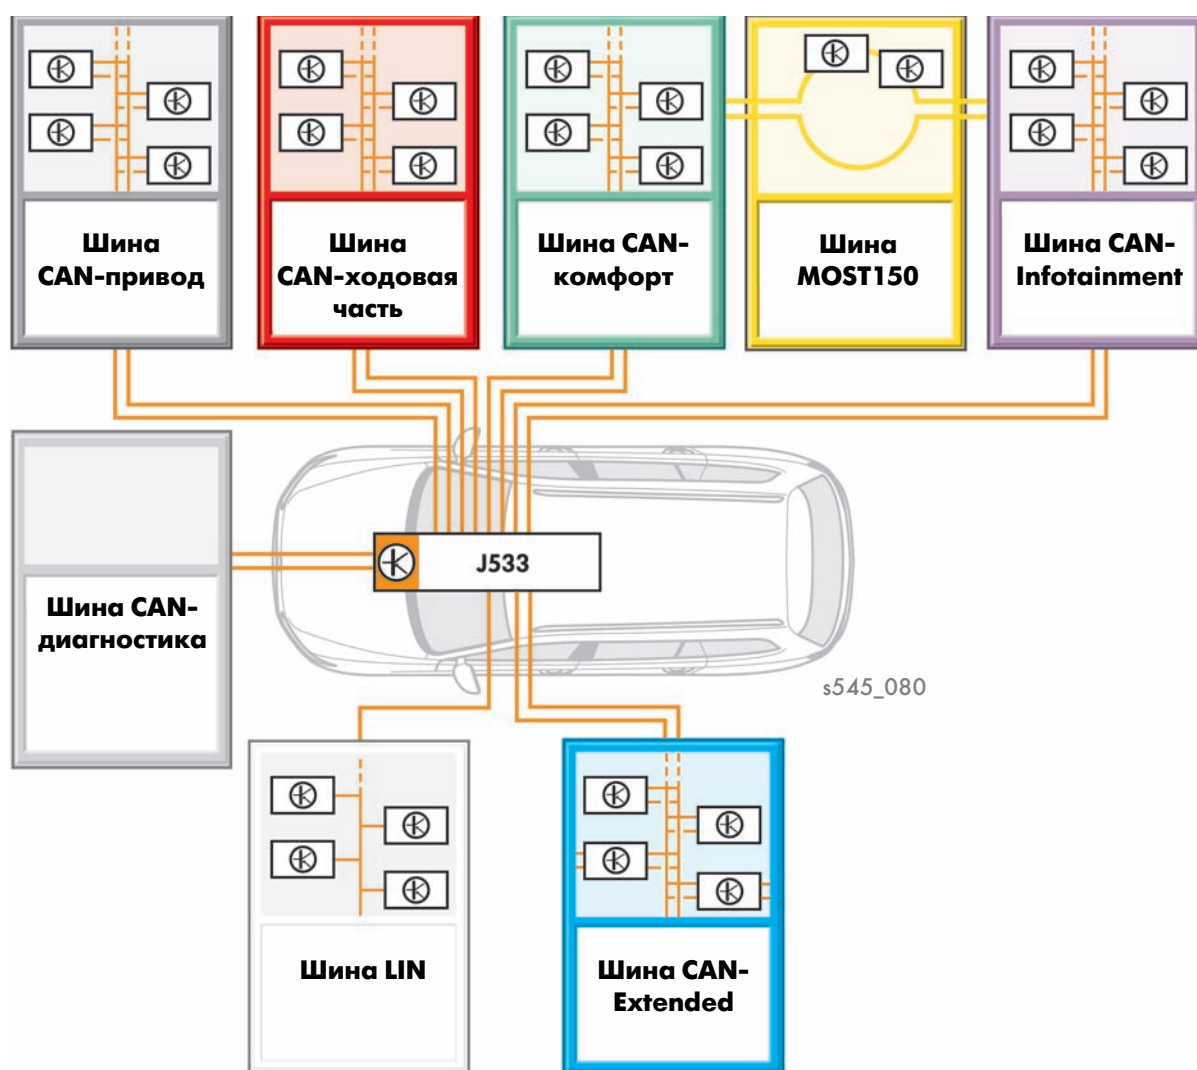 Шина
CAN-привод
Шина
CAN-ходовая
часть
Шина CAN-
комфорт
Шина
MOST150
Шина CAN-
Infotainment
J533
Шина CAN-
диагностика
s545_080
Шина LIN
Шина CAN-
Extended